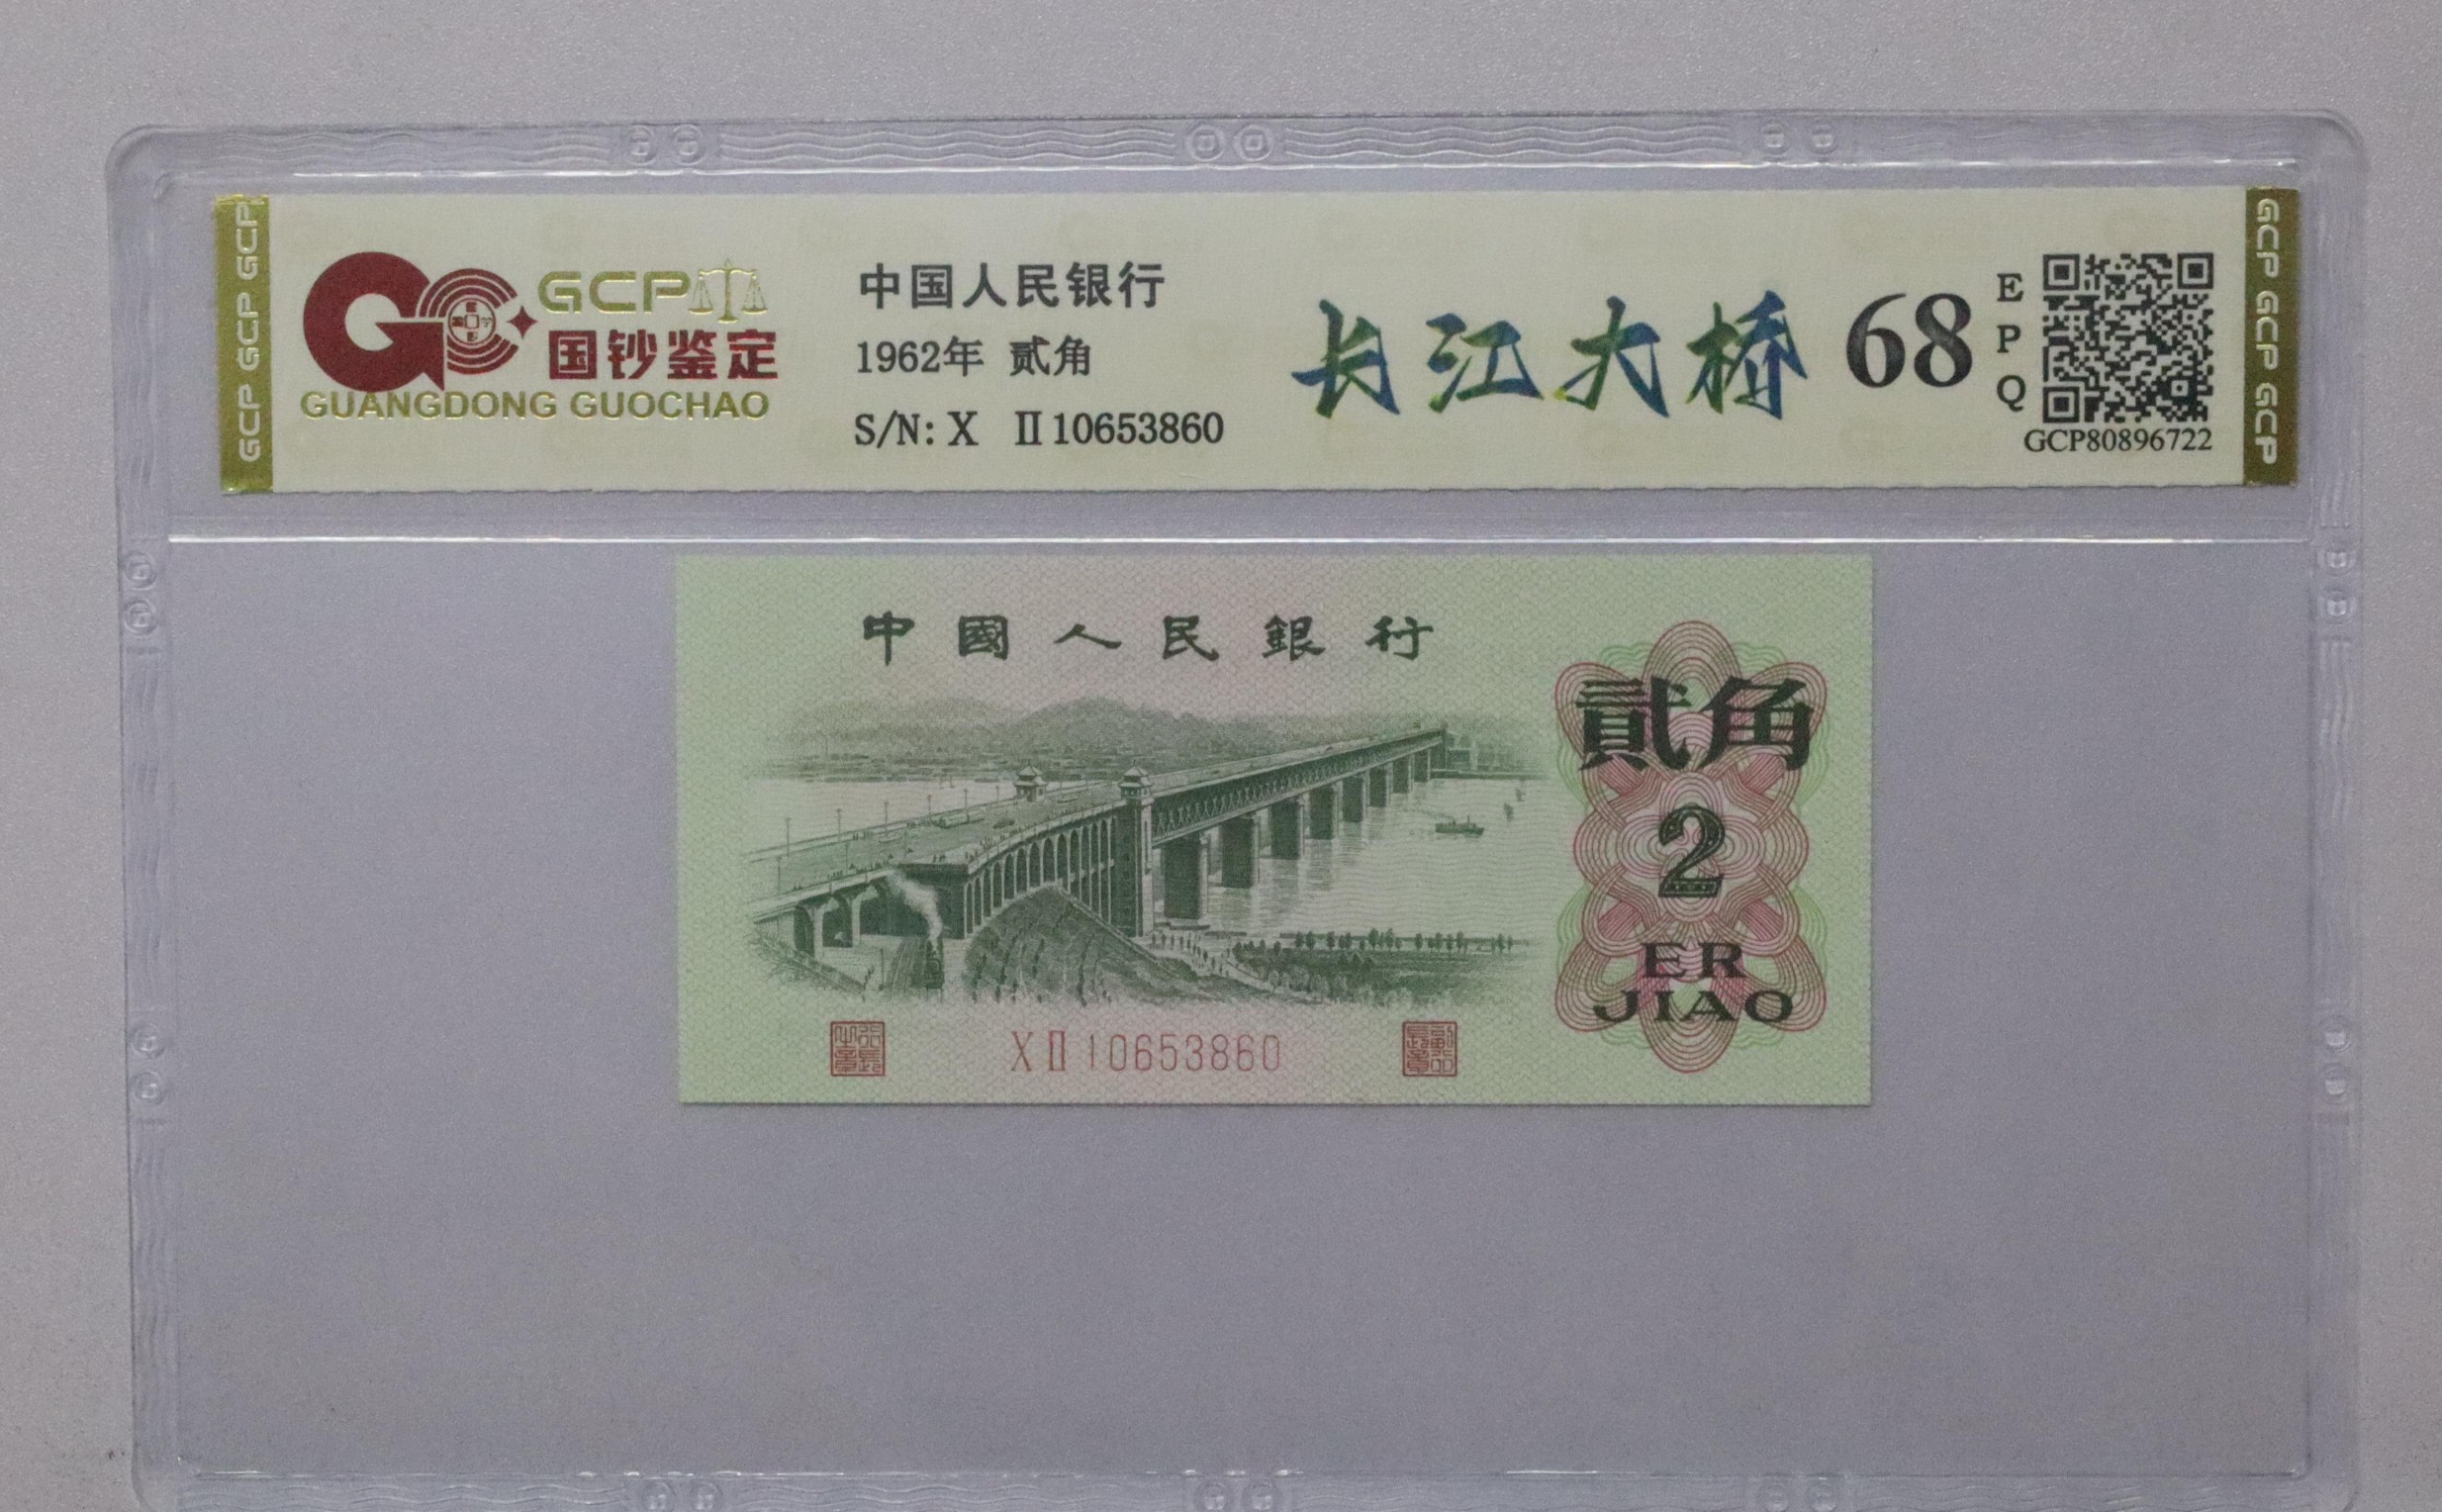 GCP GCP GCP
GCP
国钞鉴定
GUANGDONG GUOCHAO
中国人民银行
1962年 贰角
S/N: X Ⅱ 10653860
长江大桥
68
E
P
Q
GCP80896722
GCP GCP GCP
中國人民銀行
貳角
2
ER
JIAO
XⅡ10653860